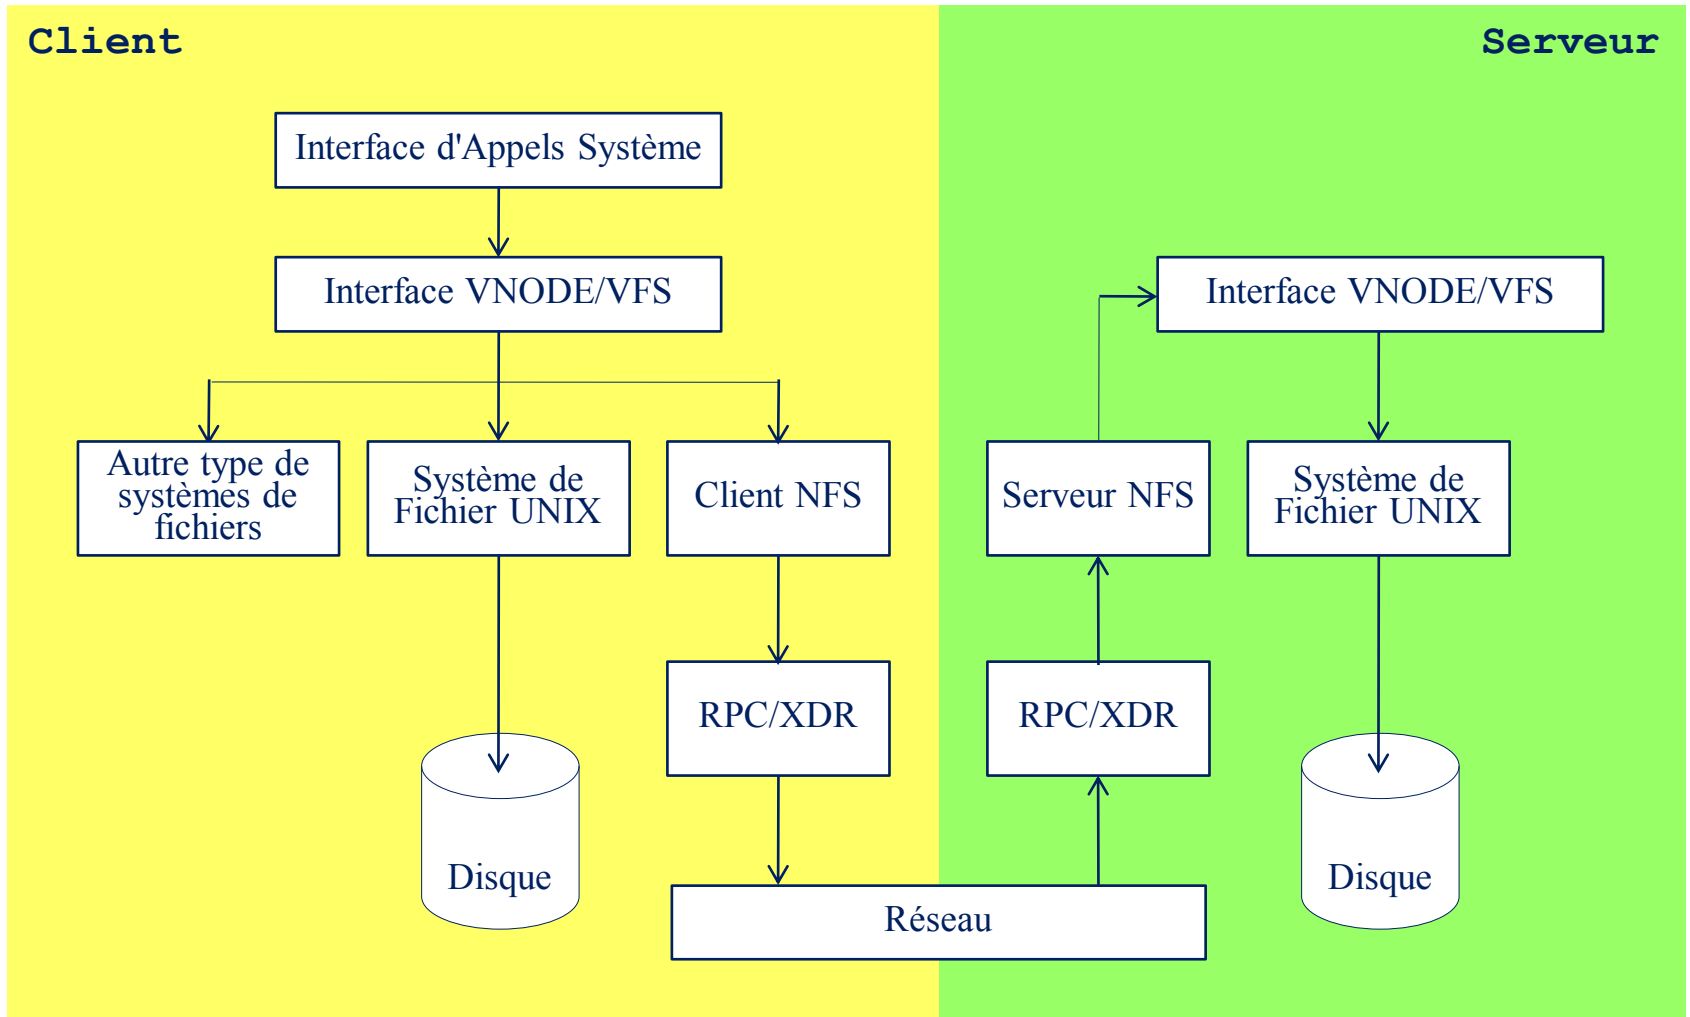 Client
Serveur
Interface d'Appels Système
Interface VNODE/VFS
Interface VNODE/VFS
Autre type de
systèmes de
fichiers
Système de
Fichier UNIX
Client NFS
Serveur NFS
Système de
Fichier UNIX
RPC/XDR
RPC/XDR
Disque
Disque
Réseau